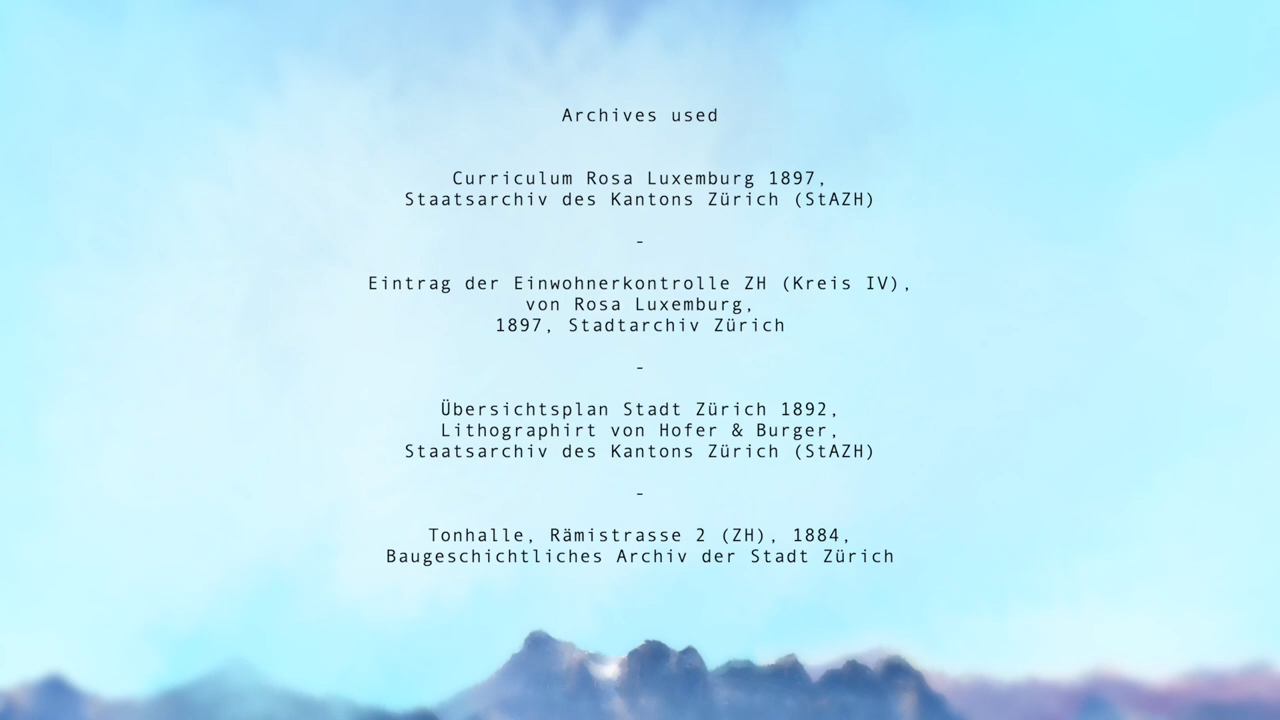 Archives used
Curriculum Rosa Luxemburg 1897,
Staatsarchiv des Kantons Zürich (StAZH)
-
Eintrag der Einwohnerkontrolle ZH (Kreis IV),
von Rosa Luxemburg,
1897, Stadtarchiv Zürich
-
Übersichtsplan Stadt Zürich 1892,
Lithographirt von Hofer & Burger,
Staatsarchiv des Kantons Zürich (StAZH)
-
Tonhalle, Rämistrasse 2 (ZH), 1884,
Baugeschichtliches Archiv der Stadt Zürich